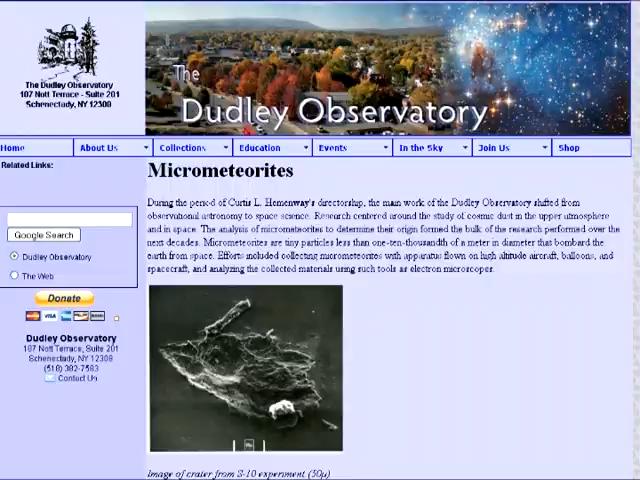 The Dudley Observatory
107 Nott Terrace - Suite 201
Schenectady, NY 12308
The
Dudley Observatory
Home
About Us
Collections
Education
Events
In the Sky
Join Us
Shop
Related Links:
Google Search
Dudley Observatory
The Web
Donate
VISA
Dudley Observatory
107 Nott Terrace, Suite 201
Schenectady, NY 12308
(518) 382-7583
Contact Us
Micrometeorites
During the period of Curtis L. Hemenway's directorship, the main work of the Dudley Observatory shifted from
observational astronomy to space science. Research centered around the study of cosmic dust in the upper atmosphere
and in space. The analysis of micrometeorites to determine their origin formed the bulk of the research performed over the
next decades. Micrometeorites are tiny particles less than one-ten-thousandth of a meter in diameter that bombard the
earth from space. Efforts included collecting micrometeorites with apparatus flown on high altitude aircraft, balloons, and
spacecraft, and analyzing the collected materials using such tools as electron microscopes.
Image of crater from S-10 experiment (50μ)